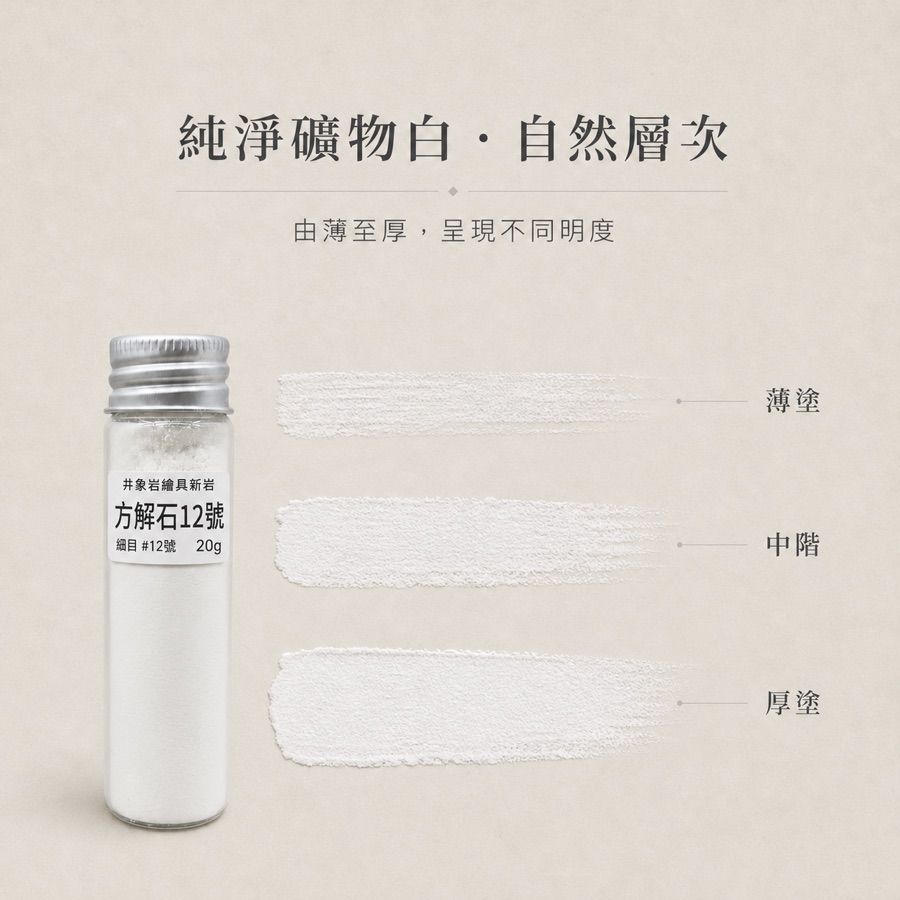 純淨礦物白・自然層次
由薄至厚，呈現不同明度
井象岩繪具新岩
方解石12號
細目 #12號 20g
薄塗
中階
厚塗